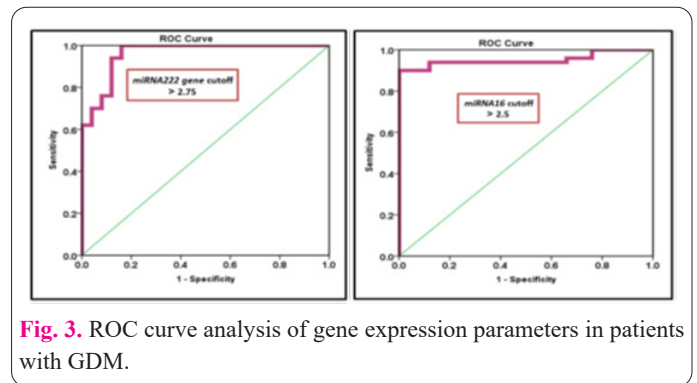 ROC Curve
miRNA222 gene cutoff
> 2.75
Sensitivity
1.0
0.8
0.6
0.4
0.2
0.0
0.0 0.2 0.4 0.6 0.8 1.0
1 - Specificity
ROC Curve
miRNA16 cutoff
> 2.5
Sensitivity
1.0
0.8
0.6
0.4
0.2
0.0
0.0 0.2 0.4 0.6 0.8 1.0
1 - Specificity
Fig. 3. ROC curve analysis of gene expression parameters in patients
with GDM.